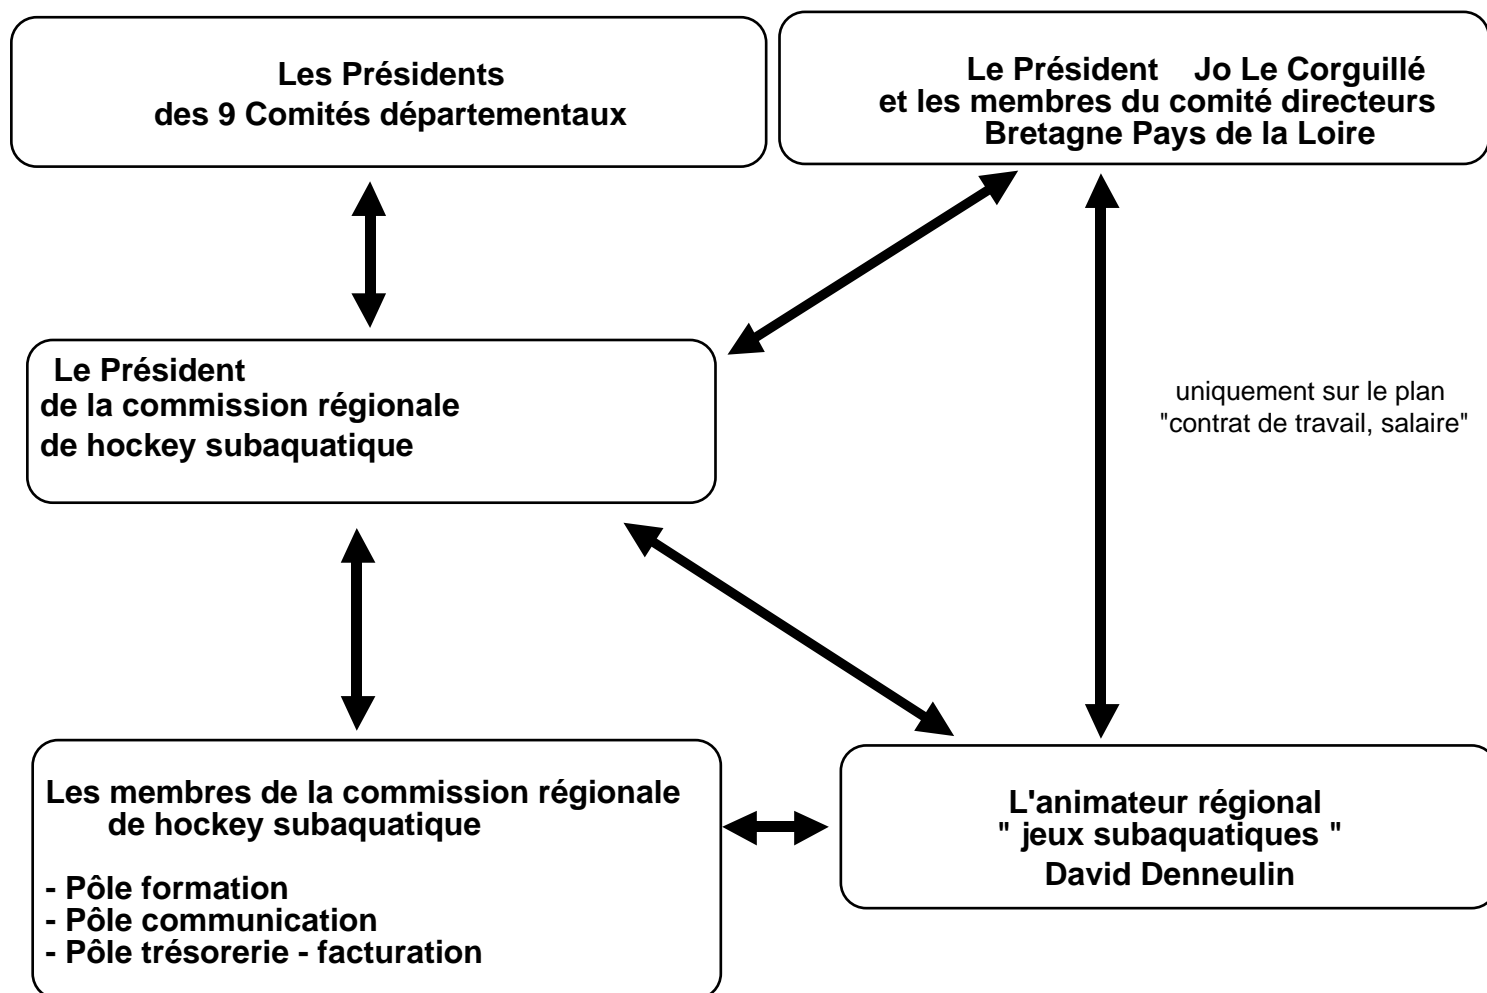 Les Présidents
des 9 Comités départementaux
Le Président Jo Le Corguillé
et les membres du comité directeurs
Bretagne Pays de la Loire
Le Président
de la commission régionale
de hockey subaquatique
uniquement sur le plan
"contrat de travail, salaire"
Les membres de la commission régionale
de hockey subaquatique
- Pôle formation
- Pôle communication
- Pôle trésorerie - facturation
L'animateur régional
" jeux subaquatiques "
David Denneulin